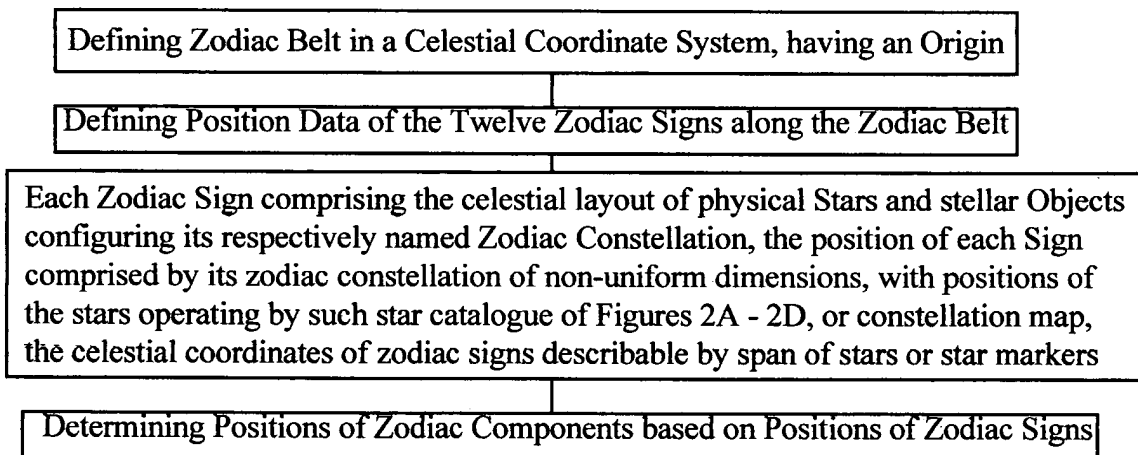 Defining Zodiac Belt in a Celestial Coordinate System, having an Origin
Defining Position Data of the Twelve Zodiac Signs along the Zodiac Belt
Each Zodiac Sign comprising the celestial layout of physical Stars and stellar Objects
configuring its respectively named Zodiac Constellation, the position of each Sign
comprised by its zodiac constellation of non-uniform dimensions, with positions of
the stars operating by such star catalogue of Figures 2A - 2D, or constellation map,
the celestial coordinates of zodiac signs describable by span of stars or star markers
Determining Positions of Zodiac Components based on Positions of Zodiac Signs